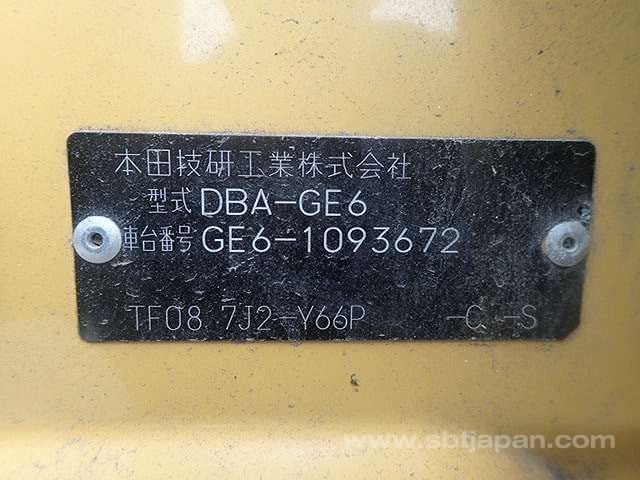 本田技研工業株式会社
型式 DBA-GE6
車台番号 GE6-1093672
TF08 7J2-Y66P -C -S
www.sbtjapan.com